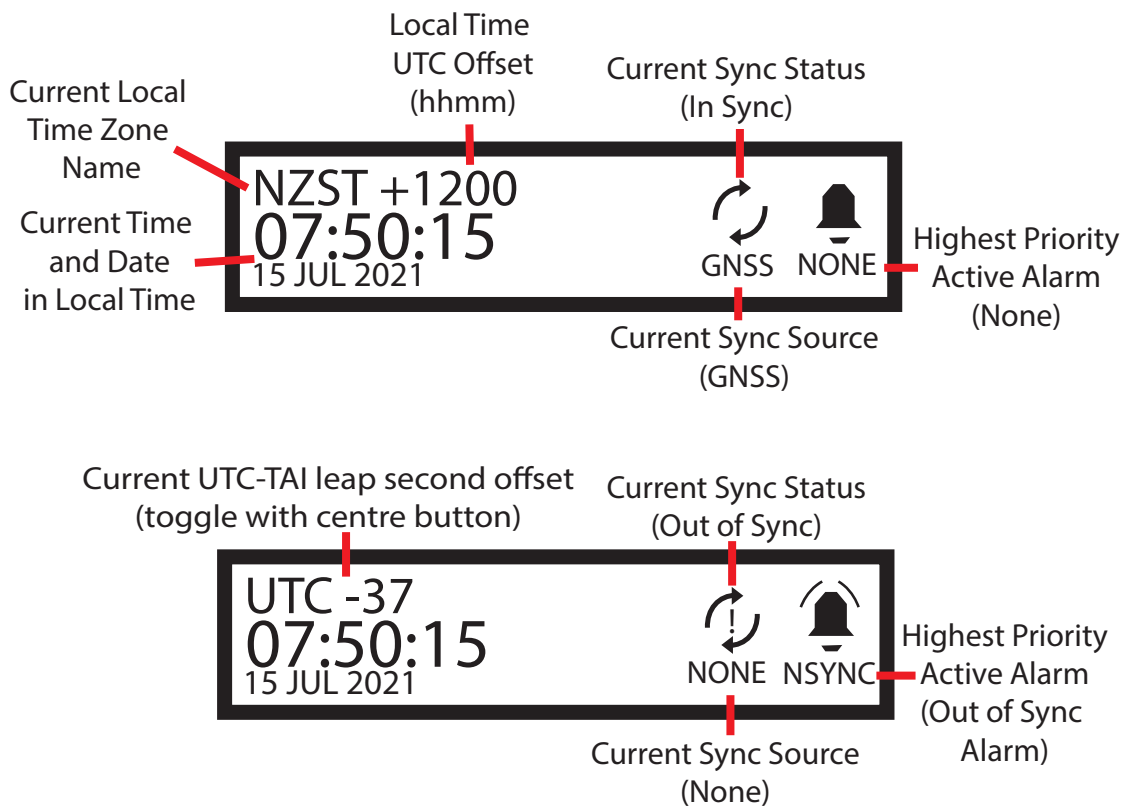 Local Time
UTC Offset
(hhmm)
Current Sync Status
(In Sync)
Current Local
Time Zone
Name
NZST +1200
07:50:15
15 JUL 2021
Current Time
and Date
in Local Time
GNSS
NONE
Highest Priority
Active Alarm
(None)
Current Sync Source
(GNSS)
Current UTC-TAI leap second offset
(toggle with centre button)
Current Sync Status
(Out of Sync)
UTC -37
07:50:15
15 JUL 2021
!
NONE
NSYNC
Highest Priority
Active Alarm
(Out of Sync
Alarm)
Current Sync Source
(None)